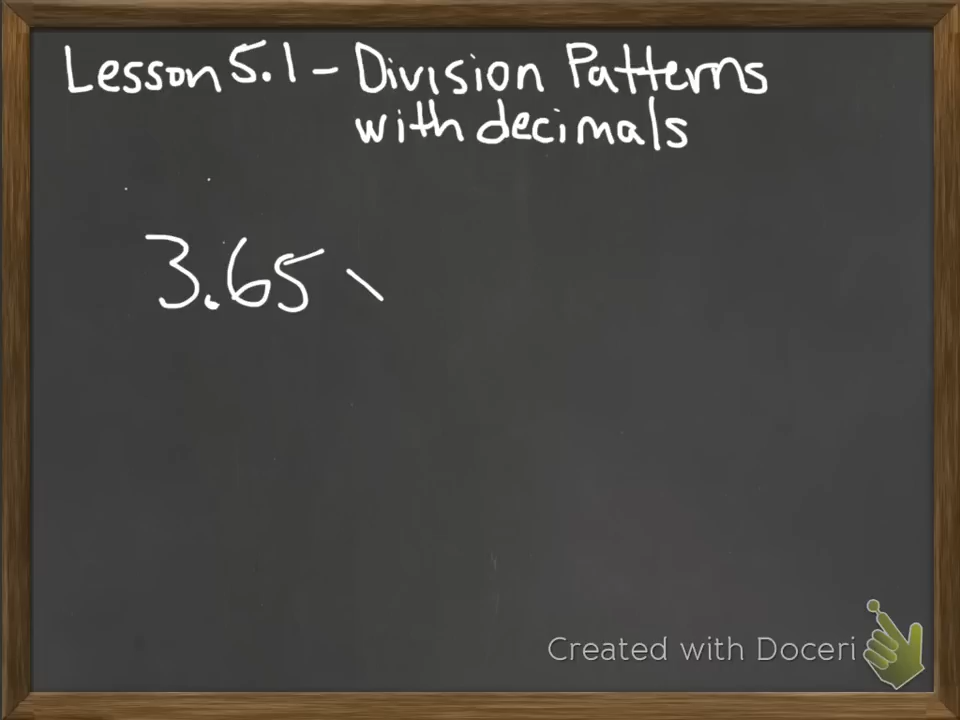 Lesson 5.1 - Division Patterns
with decimals
3.65 \
Created with Doceri